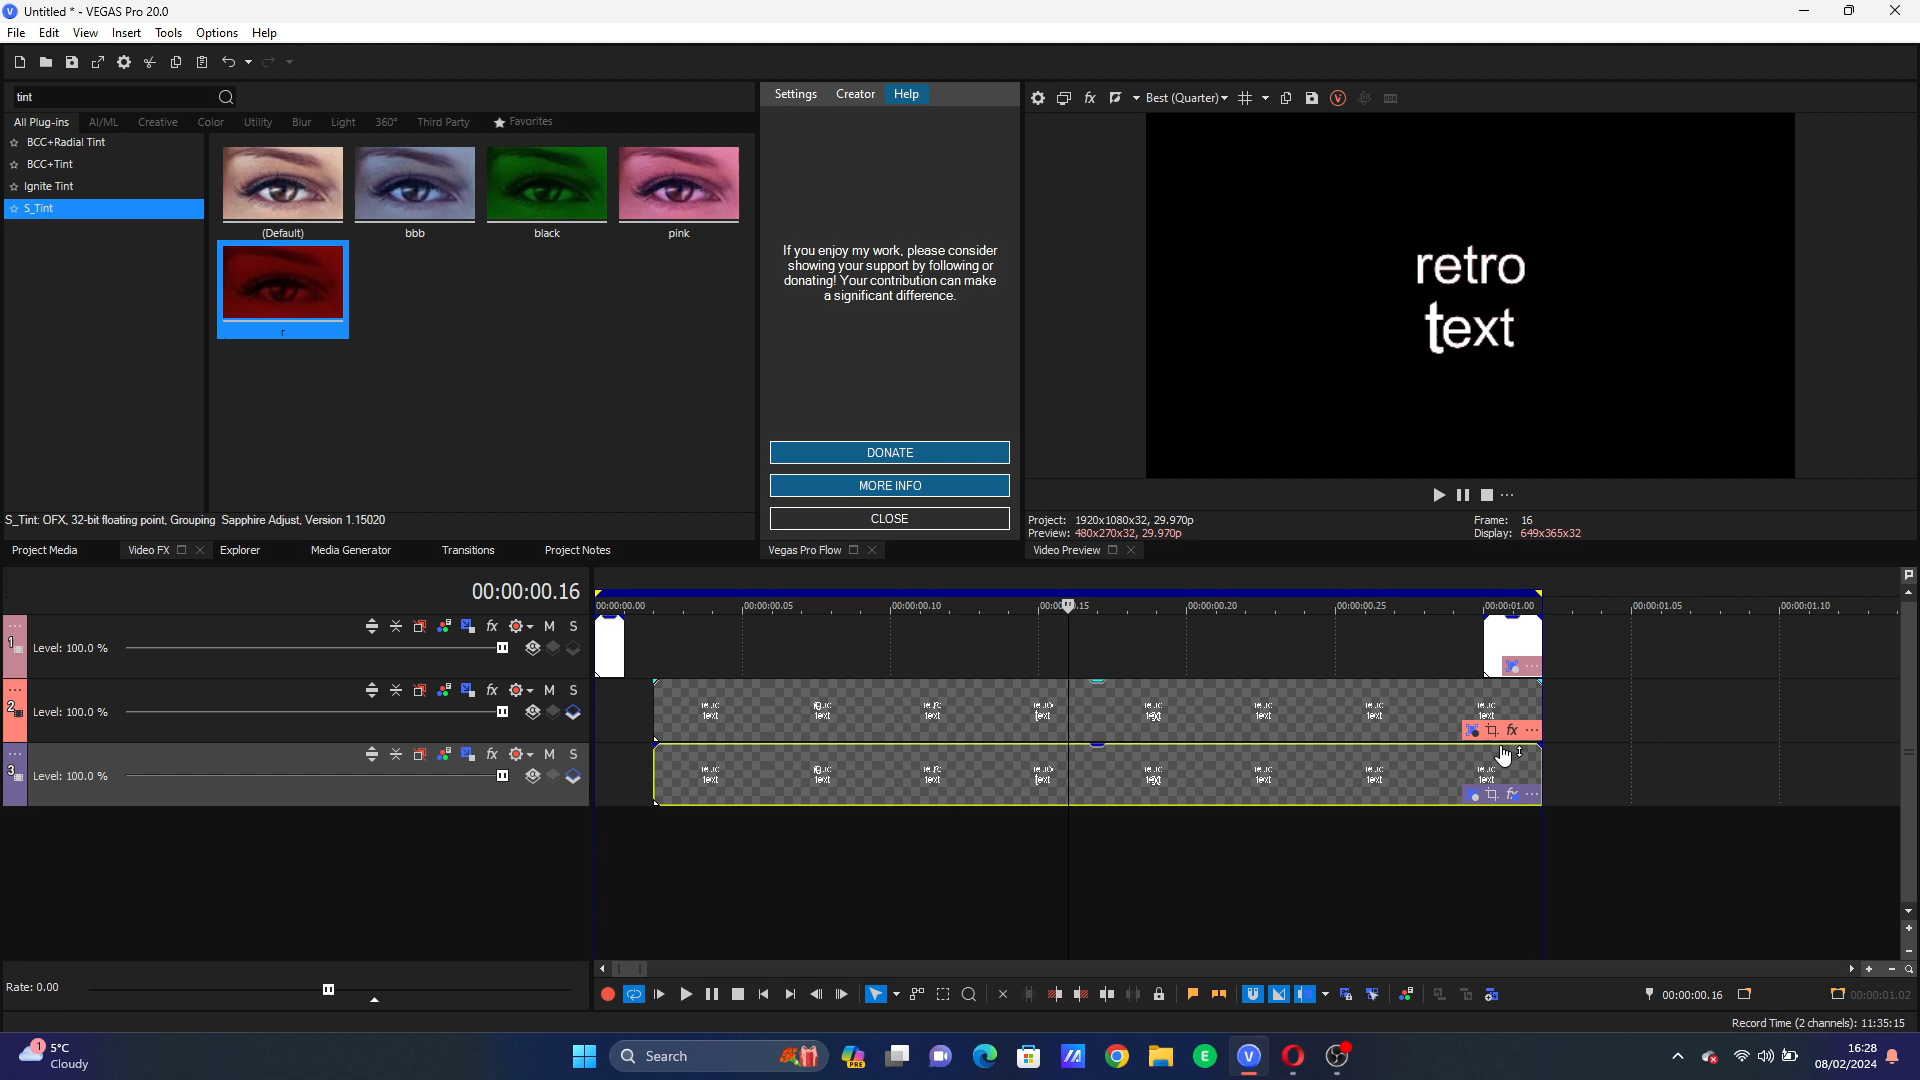 Untitled * - VEGAS Pro 20.0
File Edit View Insert Tools Options Help
tint
All Plug-ins AI/ML Creative Color Utility Blur Light 360° Third Party Favorites
BCC+Radial Tint
BCC+Tint
Ignite Tint
S_Tint
(Default) bbb black pink
r
S_Tint: OFX, 32-bit floating point, Grouping Sapphire Adjust, Version 1.15020
Project Media Video FX Explorer Media Generator Transitions Project Notes
Settings Creator Help
If you enjoy my work, please consider
showing your support by following or
donating! Your contribution can make
a significant difference.
DONATE
MORE INFO
CLOSE
Vegas Pro Flow
Best (Quarter)
retro
text
Project: 1920x1080x32, 29.970p
Preview: 480x270x32, 29.970p
Frame: 16
Display: 649x365x32
Video Preview
00:00:00.16
00:00:00.00 00:00:00.05 00:00:00.10 00:00:00.15 00:00:00.20 00:00:00.25 00:00:01.00 00:00:01.05 00:00:01.10
1 Level: 100.0 % M S
2 Level: 100.0 % M S
3 Level: 100.0 % M S
Rate: 0.00
00:00:00.16 00:00:01.02
Record Time (2 channels): 11:35:15
1 5°C
Cloudy
Search
PRE
16:28
08/02/2024